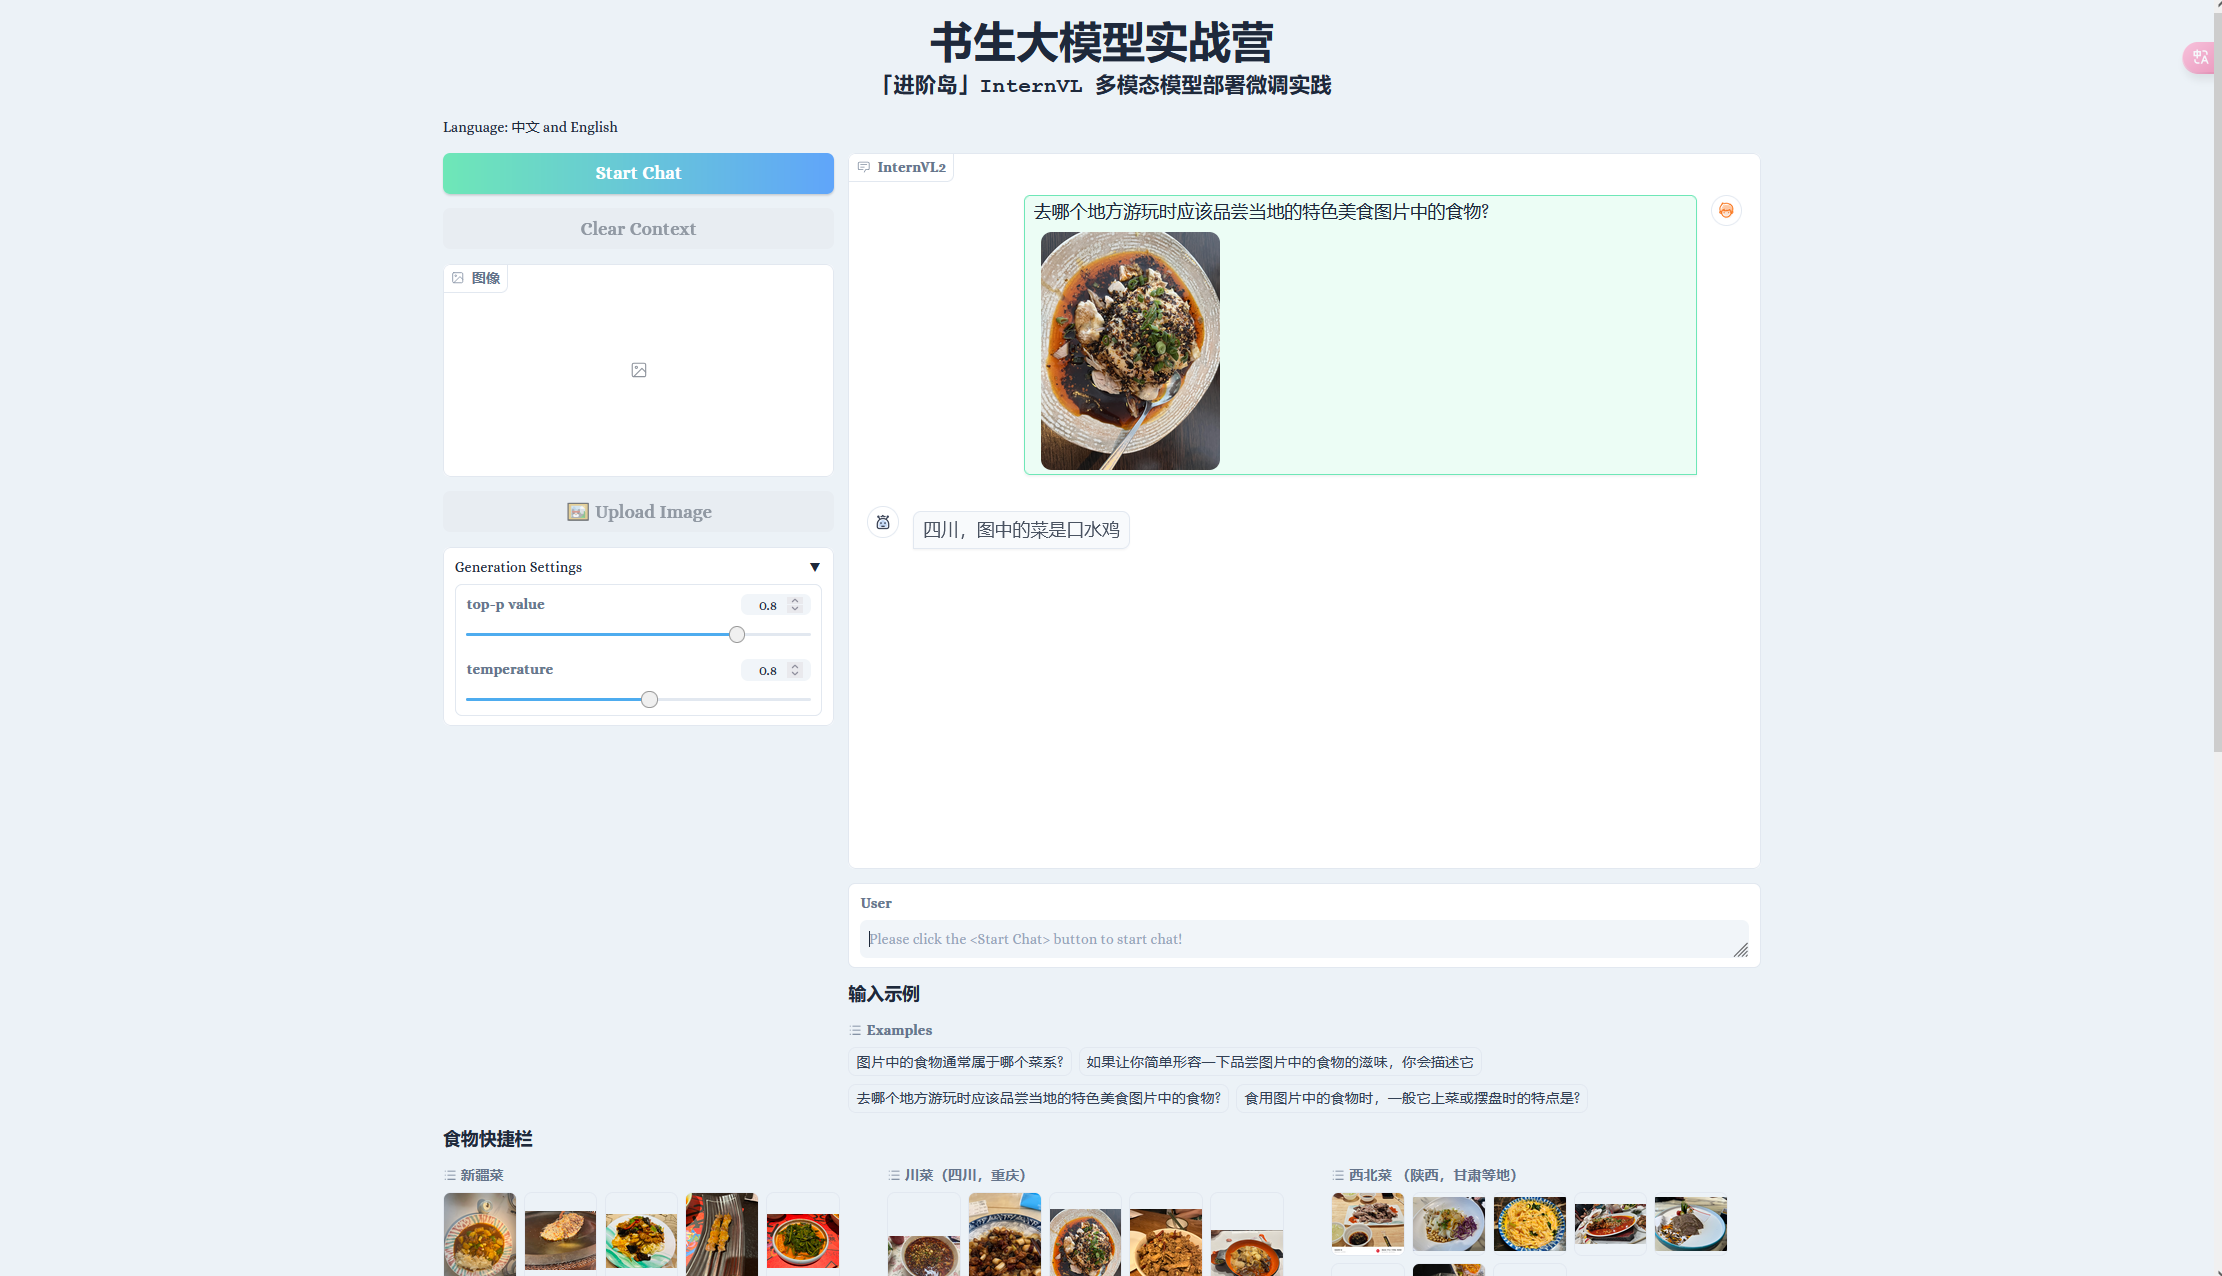 书生大模型实战营
「进阶岛」InternVL 多模态模型部署微调实践
Language: 中文 and English
Start Chat
Clear Context
图像
Upload Image
Generation Settings
top-p value
0.8
temperature
0.8
InternVL2
去哪个地方游玩时应该品尝当地的特色美食图片中的食物?
四川，图中的菜是口水鸡
User
Please click the <Start Chat> button to start chat!
输入示例
Examples
图片中的食物通常属于哪个菜系?
如果让你简单形容一下品尝图片中的食物的滋味，你会描述它
去哪个地方游玩时应该品尝当地的特色美食图片中的食物?
食用图片中的食物时，一般它上菜或摆盘时的特点是?
食物快捷栏
新疆菜
川菜（四川，重庆）
西北菜 （陕西，甘肃等地）